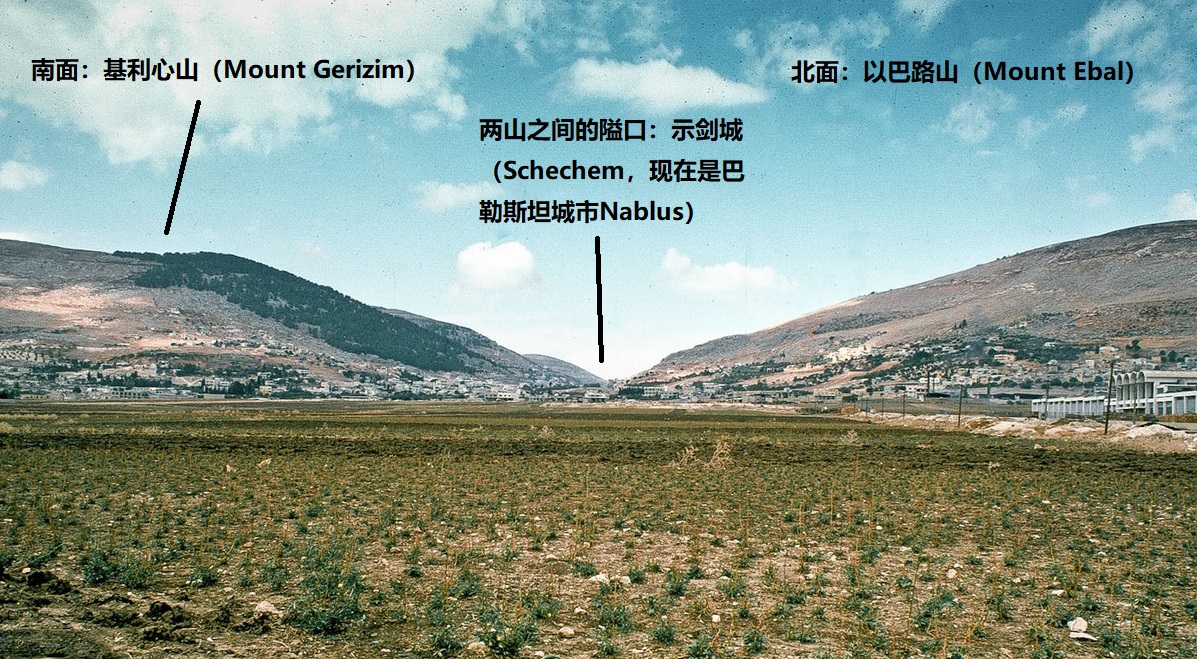 南面：基利心山（Mount Gerizim）
北面：以巴路山（Mount Ebal）
两山之间的隘口：示剑城
（Schechem，现在是巴
勒斯坦城市Nablus）